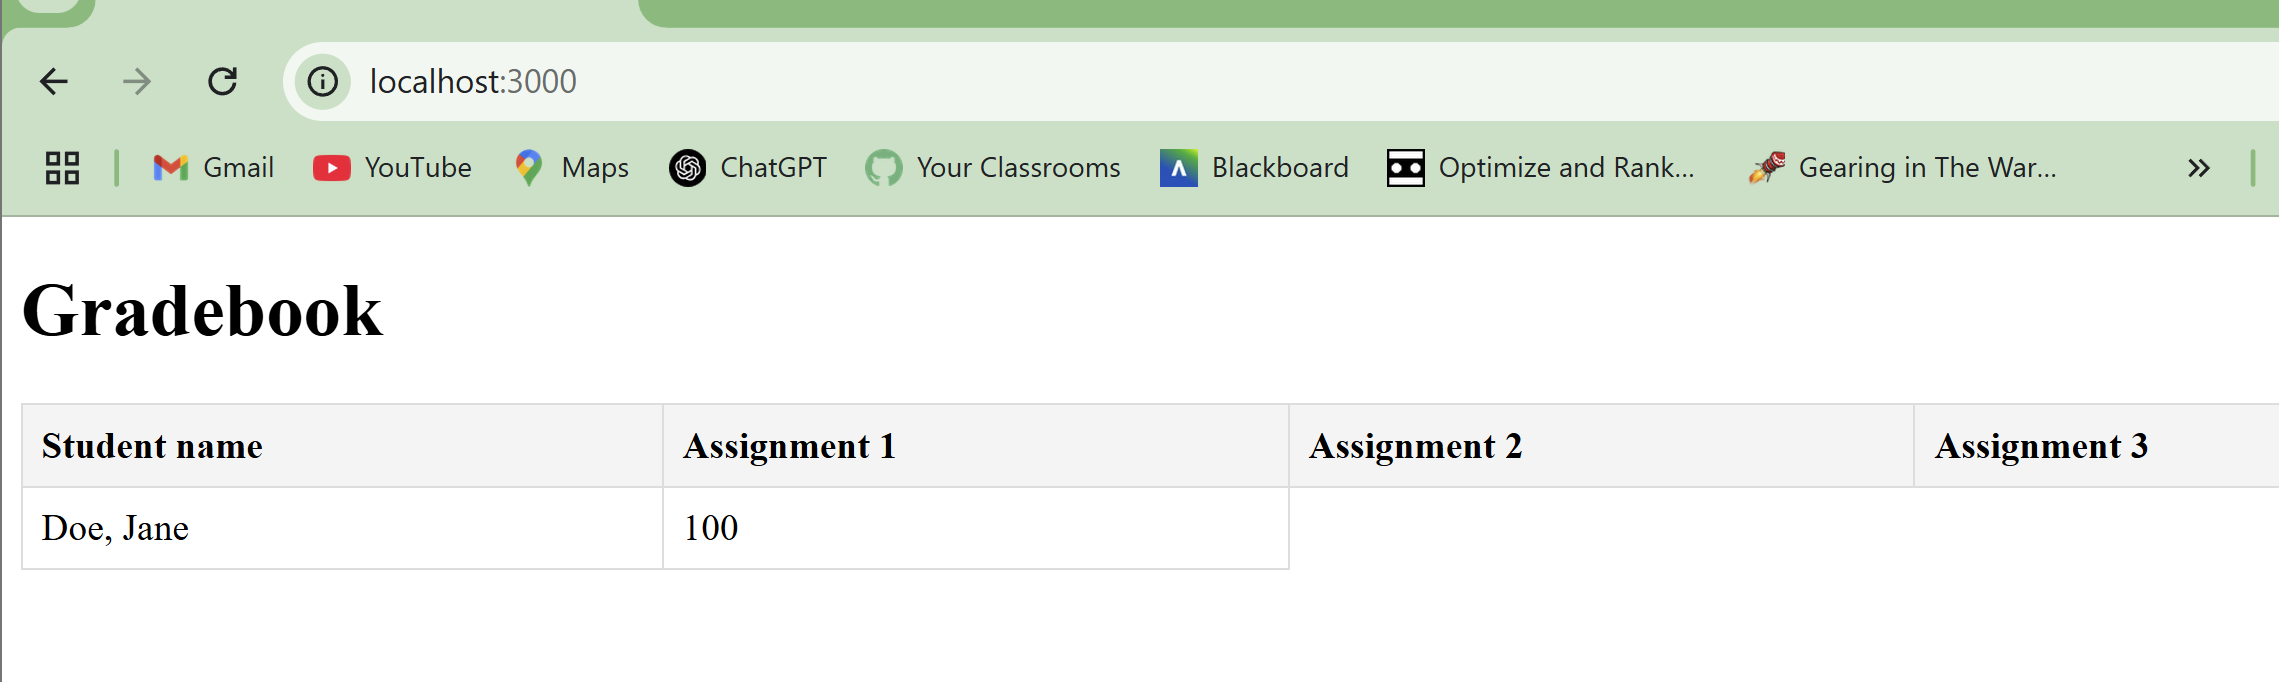 localhost:3000
Gmail YouTube Maps ChatGPT Your Classrooms Blackboard Optimize and Rank... Gearing in The War...
Gradebook
Student name Assignment 1 Assignment 2 Assignment 3
Doe, Jane 100